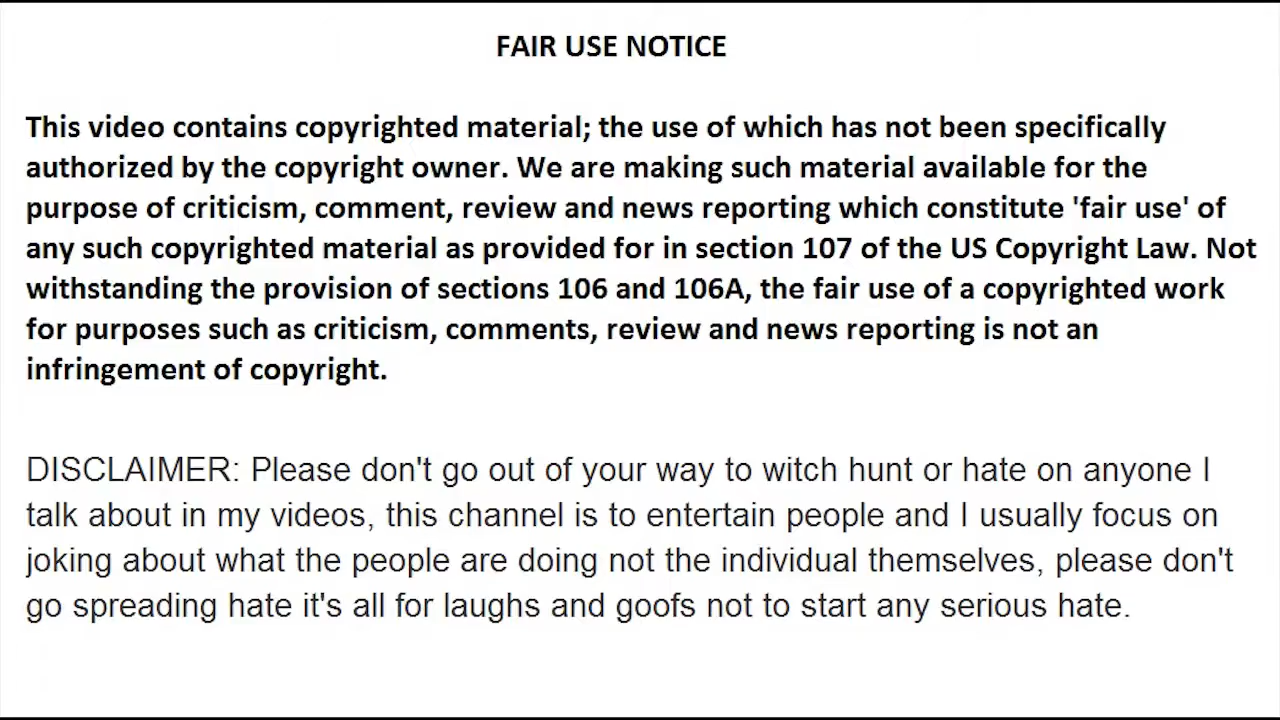 FAIR USE NOTICE
This video contains copyrighted material; the use of which has not been specifically
authorized by the copyright owner. We are making such material available for the
purpose of criticism, comment, review and news reporting which constitute 'fair use' of
any such copyrighted material as provided for in section 107 of the US Copyright Law. Not
withstanding the provision of sections 106 and 106A, the fair use of a copyrighted work
for purposes such as criticism, comments, review and news reporting is not an
infringement of copyright.
DISCLAIMER: Please don't go out of your way to witch hunt or hate on anyone I
talk about in my videos, this channel is to entertain people and I usually focus on
joking about what the people are doing not the individual themselves, please don't
go spreading hate it's all for laughs and goofs not to start any serious hate.